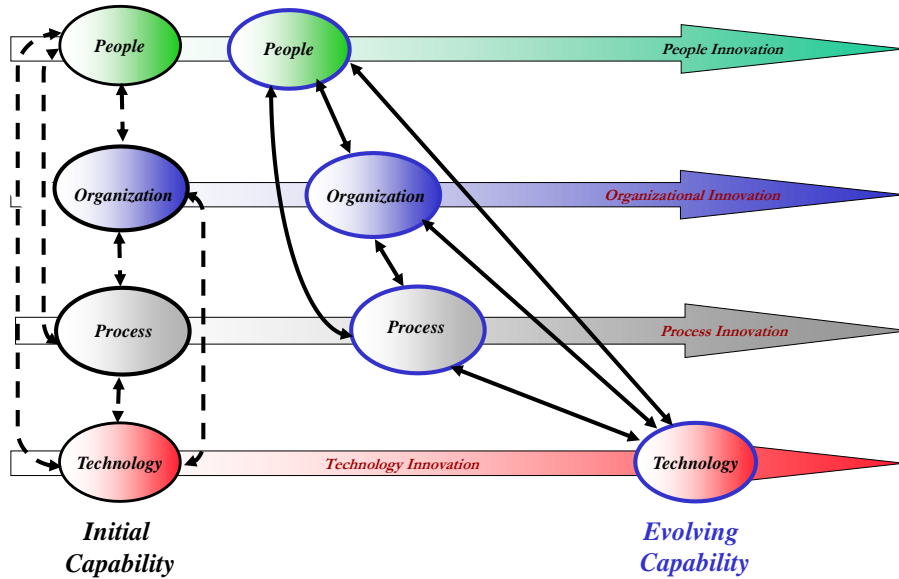 People
People
People Innovation
Organization
Organization
Organizational Innovation
Process
Process
Process Innovation
Technology
Technology Innovation
Technology
Initial
Capability
Evolving
Capability